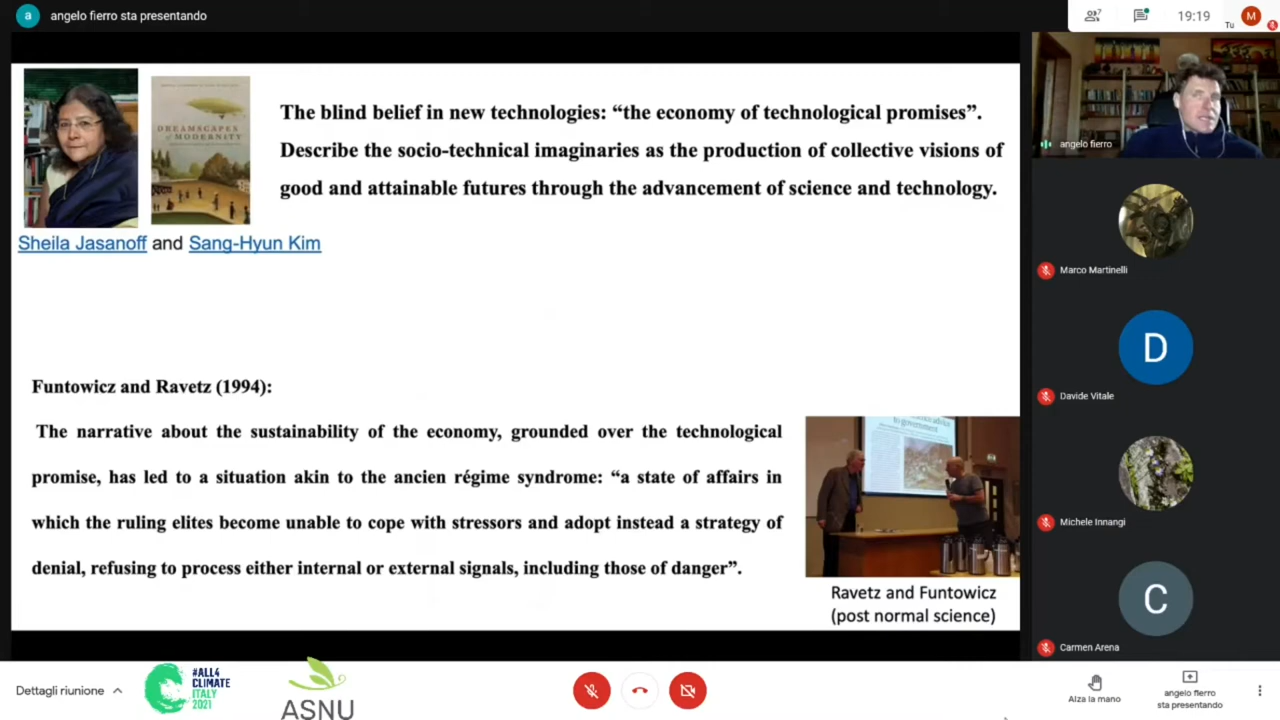 a angelo fierro sta presentando
7
19:19
Tu
M
DREAMSCAPES
of MODERNITY
The blind belief in new technologies: “the economy of technological promises”.
Describe the socio-technical imaginaries as the production of collective visions of
good and attainable futures through the advancement of science and technology.
Sheila Jasanoff and Sang-Hyun Kim
Funtowicz and Ravetz (1994):
The narrative about the sustainability of the economy, grounded over the technological
promise, has led to a situation akin to the ancien régime syndrome: “a state of affairs in
which the ruling elites become unable to cope with stressors and adopt instead a strategy of
denial, refusing to process either internal or external signals, including those of danger”.
to government
Ravetz and Funtowicz
(post normal science)
angelo fierro
Marco Martinelli
D
Davide Vitale
Michele Innangi
C
Carmen Arena
Dettagli riunione
#ALL4
CLIMATE
ITALY
2021
ASNU
Alza la mano
angelo fierro
sta presentando